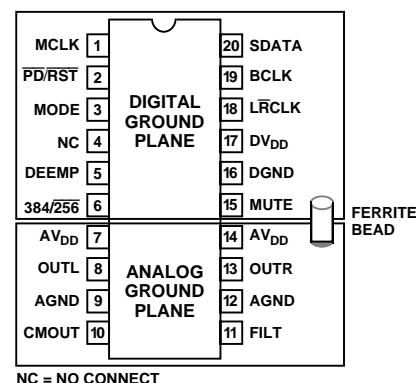 MCLK 1 20 SDATA
PD/RST 2 19 BCLK
MODE 3 DIGITAL GROUND PLANE 18 LRCLK
NC 4 17 DVDD
DEEMP 5 16 DGND
384/256 6 15 MUTE
FERRITE BEAD
AVDD 7 14 AVDD
OUTL 8 ANALOG GROUND PLANE 13 OUTR
AGND 9 12 AGND
CMOUT 10 11 FILT
NC = NO CONNECT